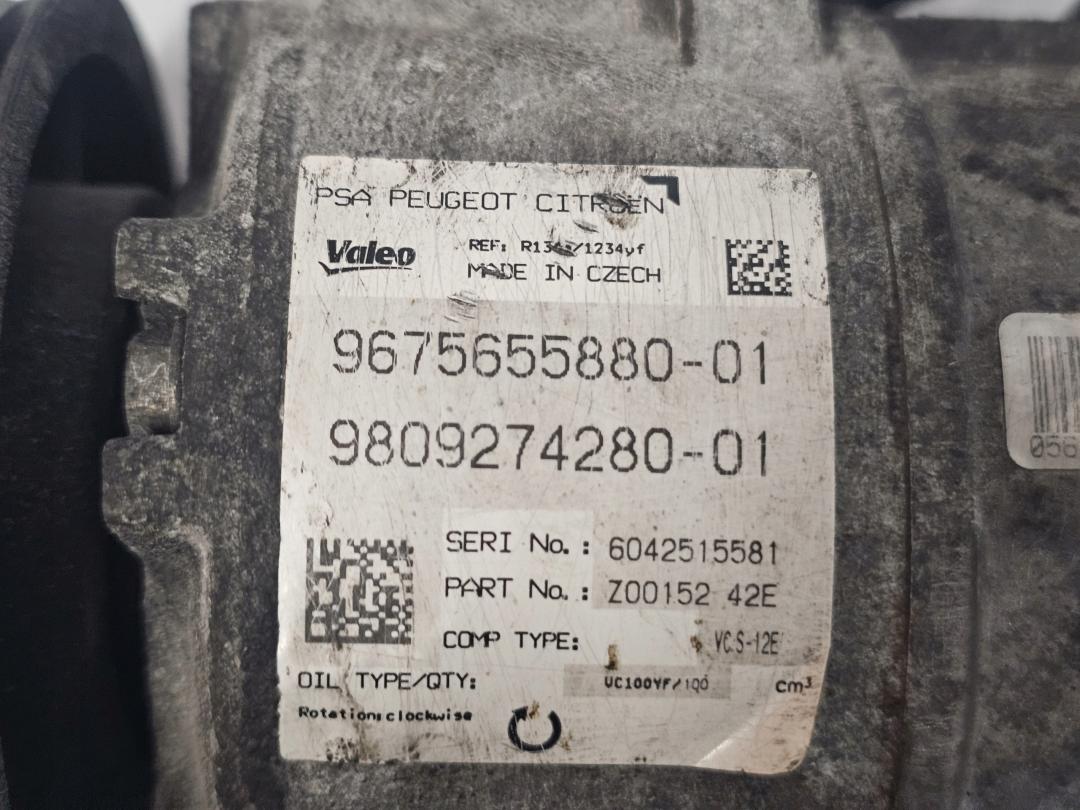 PSA PEUGEOT CITROEN
Valeo
REF: /1234yf
MADE IN CZECH
9675655880-01
9809274280-01
SERI No.: 6042515581
PART No.: Z00152 42E
COMP TYPE: VCS-12E
OIL TYPE/QTY: VC100YF/100 cm³
Rotation:clockwise
056